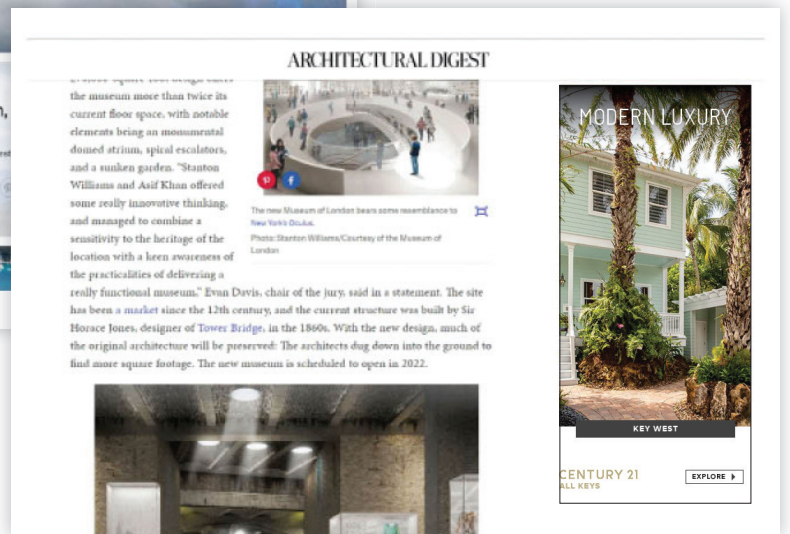 ARCHITECTURAL DIGEST
the museum more than twice its
current floor space, with notable
elements being an monumental
domed atrium, spiral escalators,
and a sunken garden. "Stanton
Williams and Asif Khan offered
some really innovative thinking,
and managed to combine a
sensitivity to the heritage of the
location with a keen awareness of
the practicalities of delivering a
really functional museum," Evan Davis, chair of the jury, said in a statement. The site
has been a market since the 12th century, and the current structure was built by Sir
Horace Jones, designer of Tower Bridge, in the 1860s. With the new design, much of
the original architecture will be preserved: The architects dug down into the ground to
find more square footage. The new museum is scheduled to open in 2022.
The new Museum of London bears some resemblance to
New York's Oculus.
Photo: Stanton Williams/Courtesy of the Museum of
London
MODERN LUXURY
KEY WEST
CENTURY 21
ALL KEYS
EXPLORE